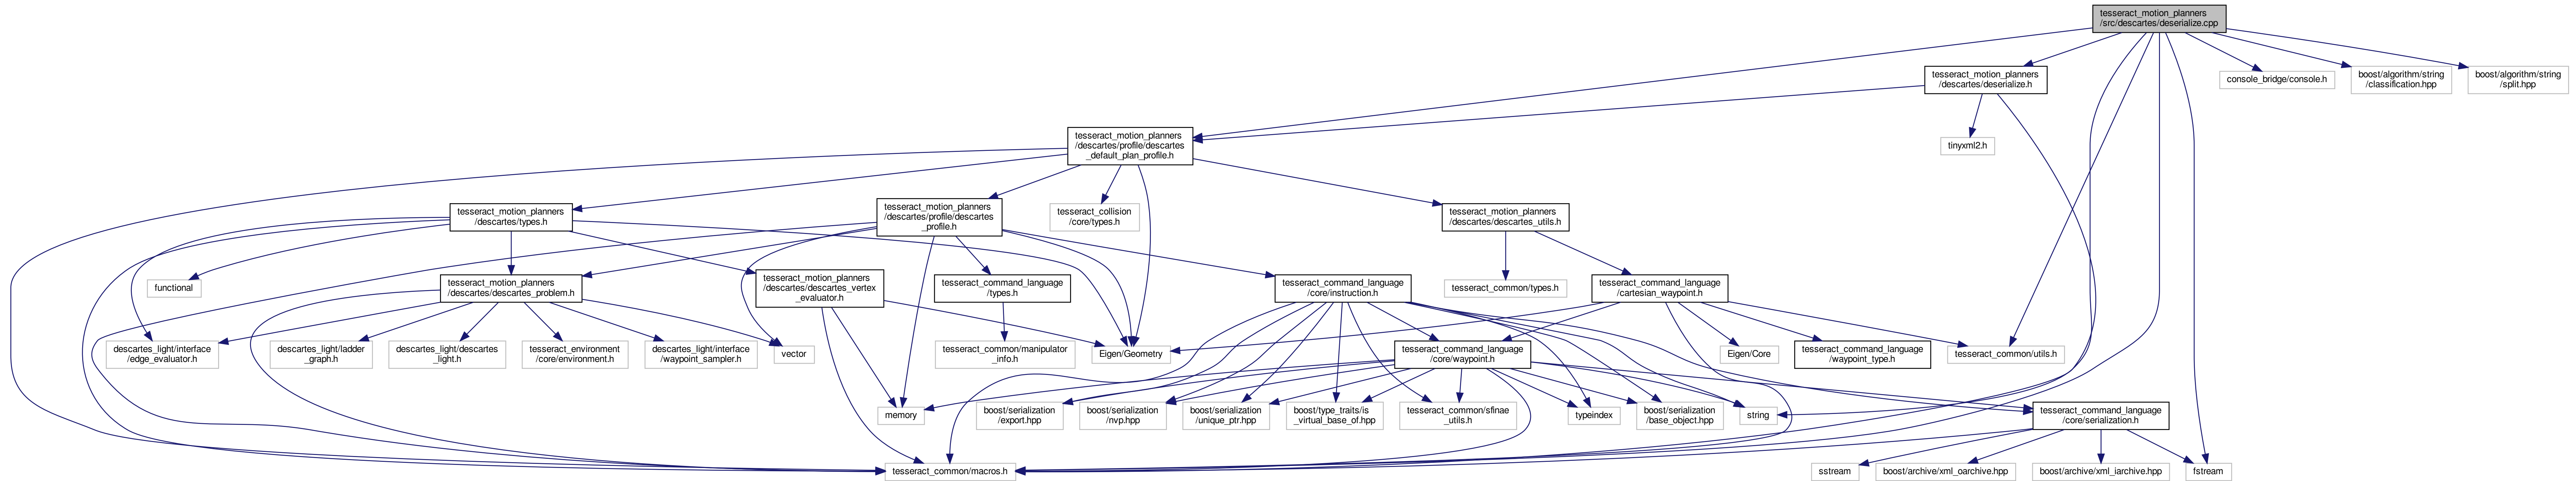 tesseract_motion_planners
/src/descartes/deserialize.cpp
tesseract_motion_planners
/descartes/deserialize.h
console_bridge/console.h
boost/algorithm/string
/classification.hpp
boost/algorithm/string
/split.hpp
tesseract_motion_planners
/descartes/profile/descartes
_default_plan_profile.h
tinyxml2.h
tesseract_motion_planners
/descartes/types.h
tesseract_motion_planners
/descartes/profile/descartes
_profile.h
tesseract_collision
/core/types.h
tesseract_motion_planners
/descartes/descartes_utils.h
functional
tesseract_motion_planners
/descartes/descartes_problem.h
tesseract_motion_planners
/descartes/descartes_vertex
_evaluator.h
tesseract_command_language
/types.h
tesseract_command_language
/core/instruction.h
tesseract_common/types.h
tesseract_command_language
/cartesian_waypoint.h
descartes_light/interface
/edge_evaluator.h
descartes_light/ladder
_graph.h
descartes_light/descartes
_light.h
tesseract_environment
/core/environment.h
descartes_light/interface
/waypoint_sampler.h
vector
tesseract_common/manipulator
_info.h
Eigen/Geometry
tesseract_command_language
/core/waypoint.h
Eigen/Core
tesseract_command_language
/waypoint_type.h
tesseract_common/utils.h
memory
boost/serialization
/export.hpp
boost/serialization
/nvp.hpp
boost/serialization
/unique_ptr.hpp
boost/type_traits/is
_virtual_base_of.hpp
tesseract_common/sfinae
_utils.h
typeindex
boost/serialization
/base_object.hpp
string
tesseract_command_language
/core/serialization.h
tesseract_common/macros.h
sstream
boost/archive/xml_oarchive.hpp
boost/archive/xml_iarchive.hpp
fstream